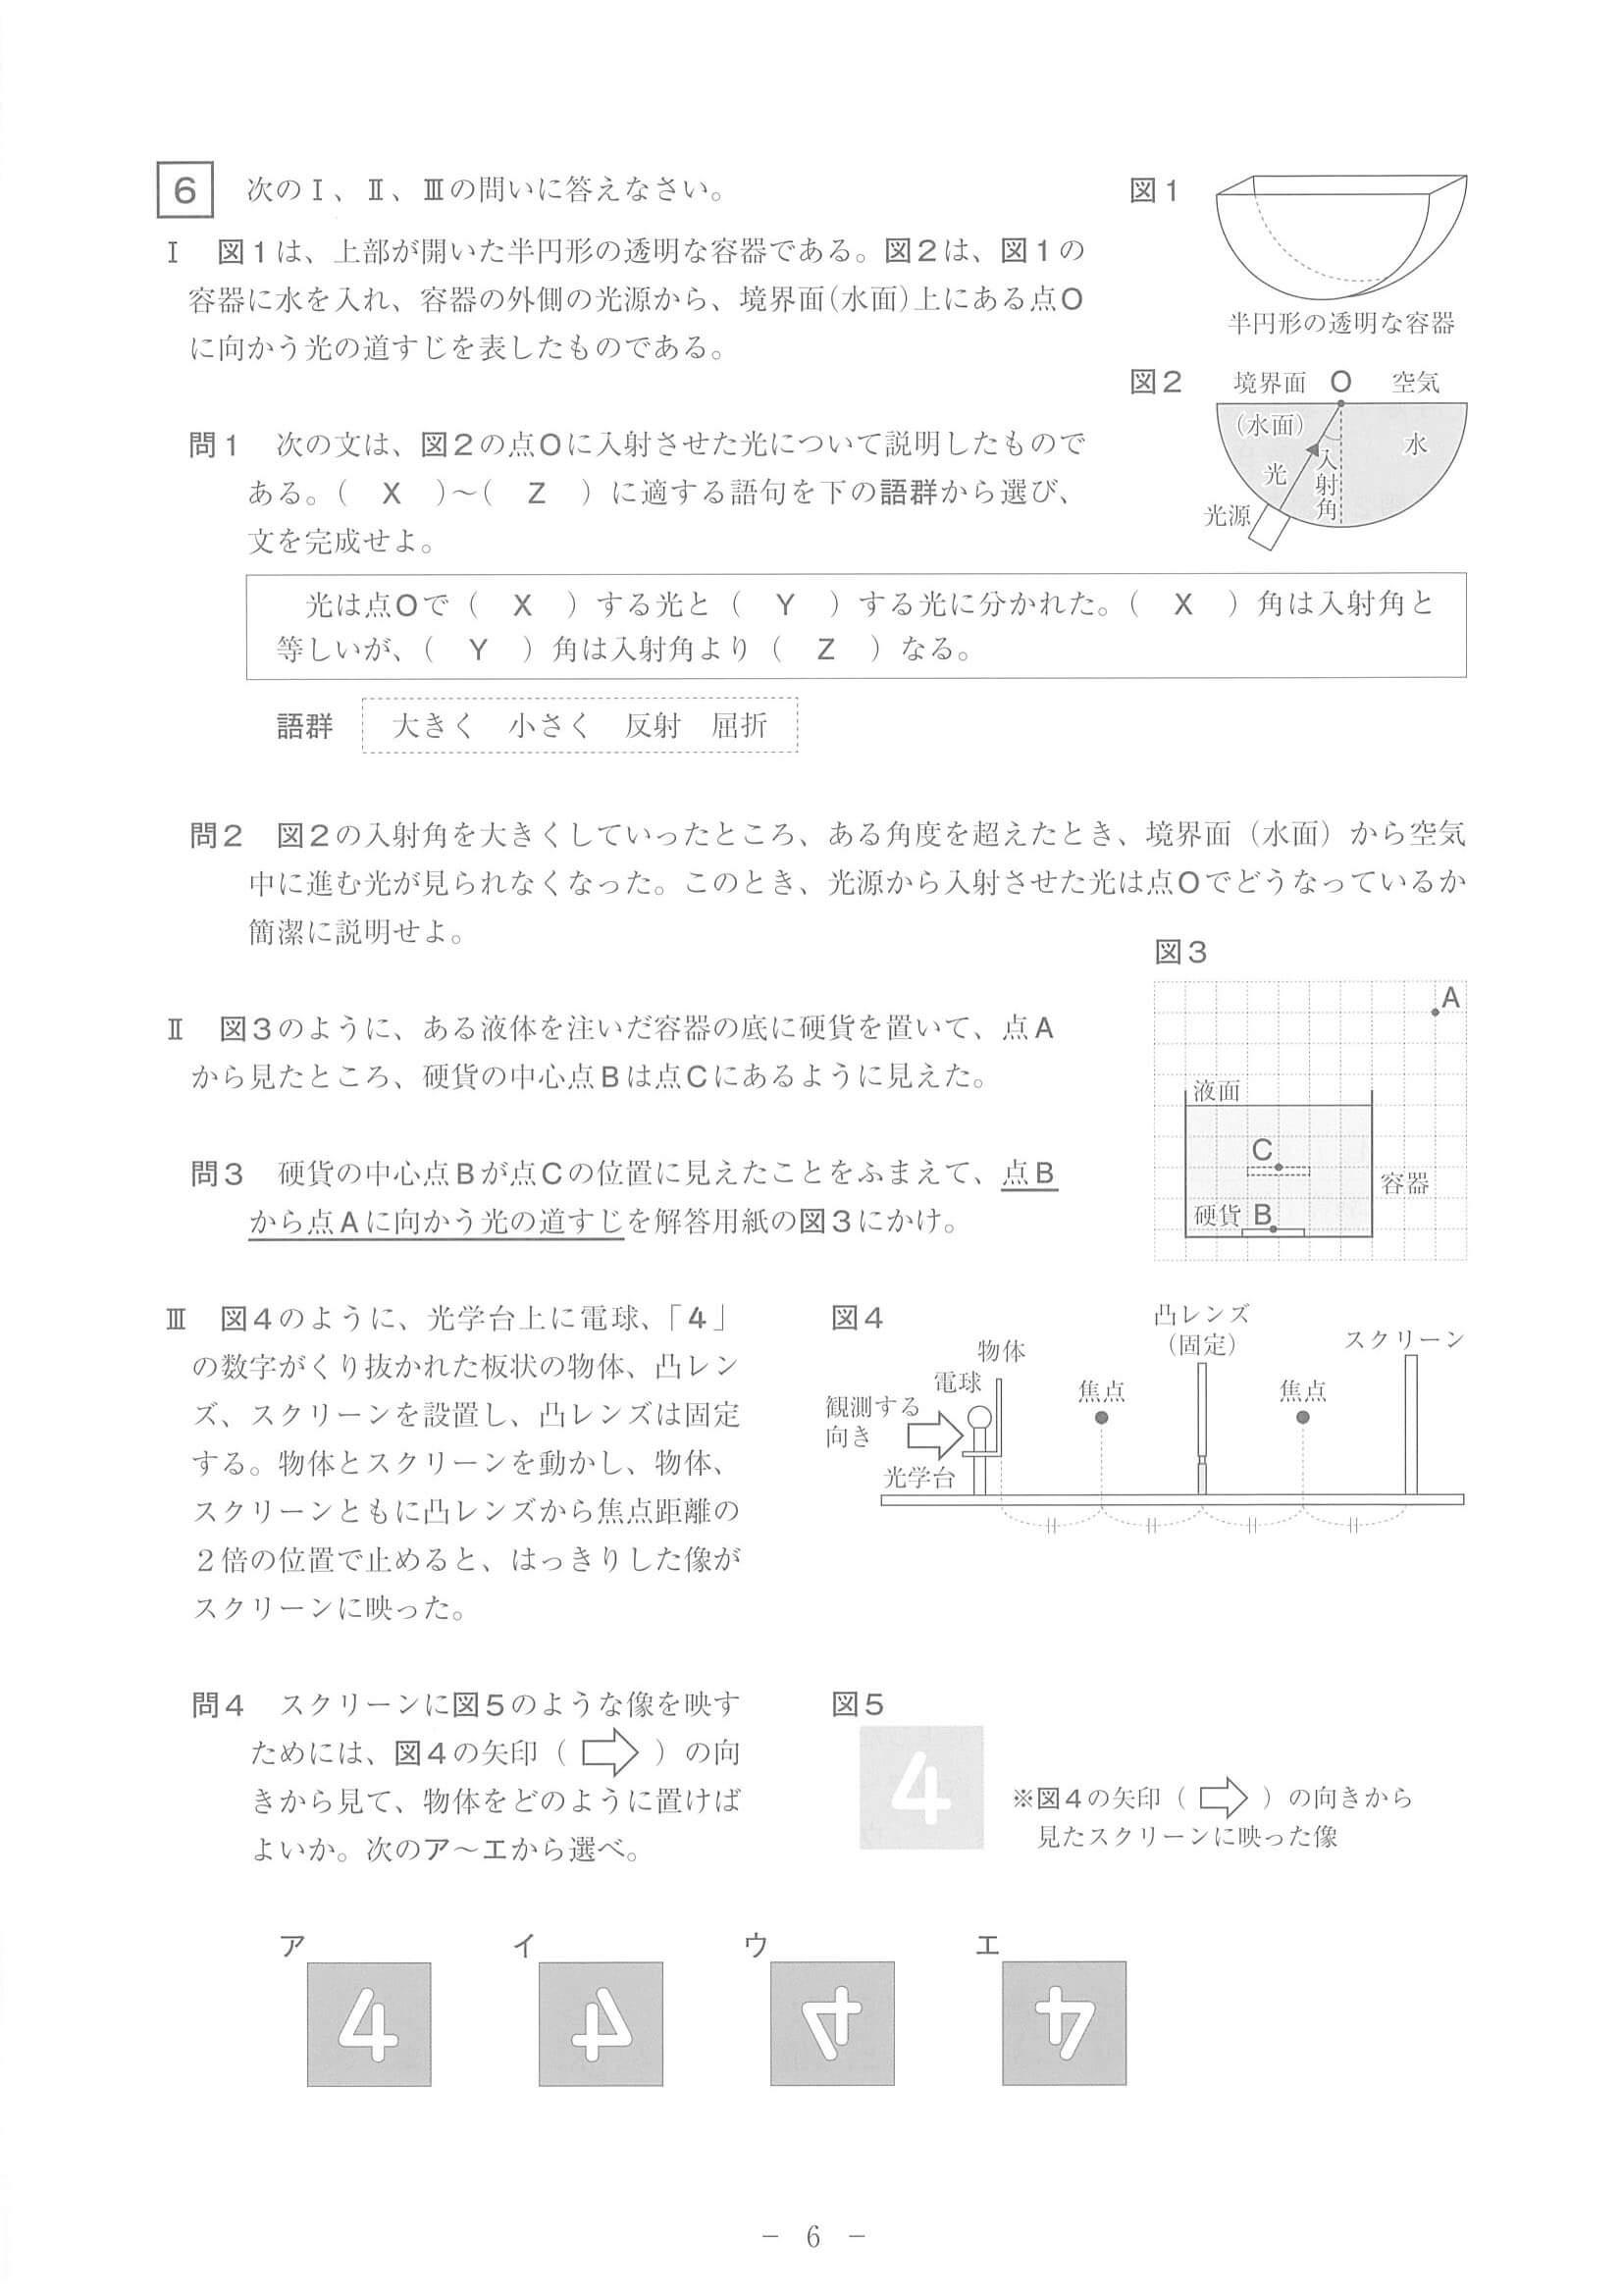 6 次のⅠ、Ⅱ、Ⅲの問いに答えなさい。
Ⅰ 図1は、上部が開いた半円形の透明な容器である。図2は、図1の
容器に水を入れ、容器の外側の光源から、境界面(水面)上にある点O
に向かう光の道すじを表したものである。
図1
半円形の透明な容器
図2
境界面 O 空気
(水面)
水
光
入射角
光源
問1 次の文は、図2の点Oに入射させた光について説明したもので
ある。( X )〜( Z )に適する語句を下の語群から選び、
文を完成せよ。
光は点Oで( X )する光と( Y )する光に分かれた。( X )角は入射角と
等しいが、( Y )角は入射角より( Z )なる。
語群 大きく 小さく 反射 屈折
問2 図2の入射角を大きくしていったところ、ある角度を超えたとき、境界面(水面)から空気
中に進む光が見られなくなった。このとき、光源から入射させた光は点Oでどうなっているか
簡潔に説明せよ。
Ⅱ 図3のように、ある液体を注いだ容器の底に硬貨を置いて、点A
から見たところ、硬貨の中心点Bは点Cにあるように見えた。
問3 硬貨の中心点Bが点Cの位置に見えたことをふまえて、点B
から点Aに向かう光の道すじを解答用紙の図3にかけ。
図3
A
液面
C
容器
硬貨 B
Ⅲ 図4のように、光学台上に電球、「4」
の数字がくり抜かれた板状の物体、凸レン
ズ、スクリーンを設置し、凸レンズは固定
する。物体とスクリーンを動かし、物体、
スクリーンともに凸レンズから焦点距離の
2倍の位置で止めると、はっきりした像が
スクリーンに映った。
図4
凸レンズ
(固定)
スクリーン
物体
電球
焦点
焦点
観測する
向き
光学台
問4 スクリーンに図5のような像を映す
ためには、図4の矢印( ⇨ )の向
きから見て、物体をどのように置けば
よいか。次のア〜エから選べ。
図5
4
※図4の矢印( ⇨ )の向きから
見たスクリーンに映った像
ア イ ウ エ
4 4 4 4
− 6 −